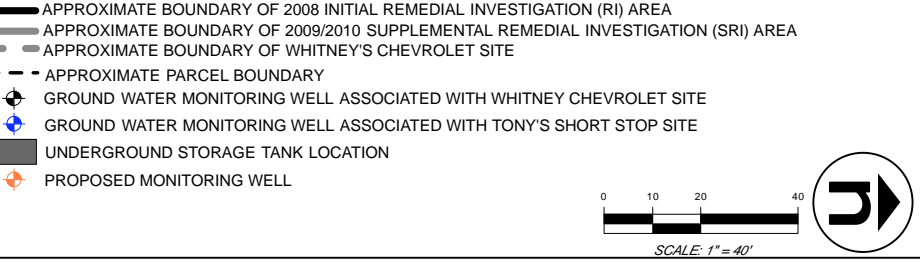 APPROXIMATE BOUNDARY OF 2008 INITIAL REMEDIAL INVESTIGATION (RI) AREA
APPROXIMATE BOUNDARY OF 2009/2010 SUPPLEMENTAL REMEDIAL INVESTIGATION (SRI) AREA
APPROXIMATE BOUNDARY OF WHITNEY'S CHEVROLET SITE
APPROXIMATE PARCEL BOUNDARY
GROUND WATER MONITORING WELL ASSOCIATED WITH WHITNEY CHEVROLET SITE
GROUND WATER MONITORING WELL ASSOCIATED WITH TONY'S SHORT STOP SITE
UNDERGROUND STORAGE TANK LOCATION
PROPOSED MONITORING WELL
0 10 20 40
SCALE: 1" = 40'
n